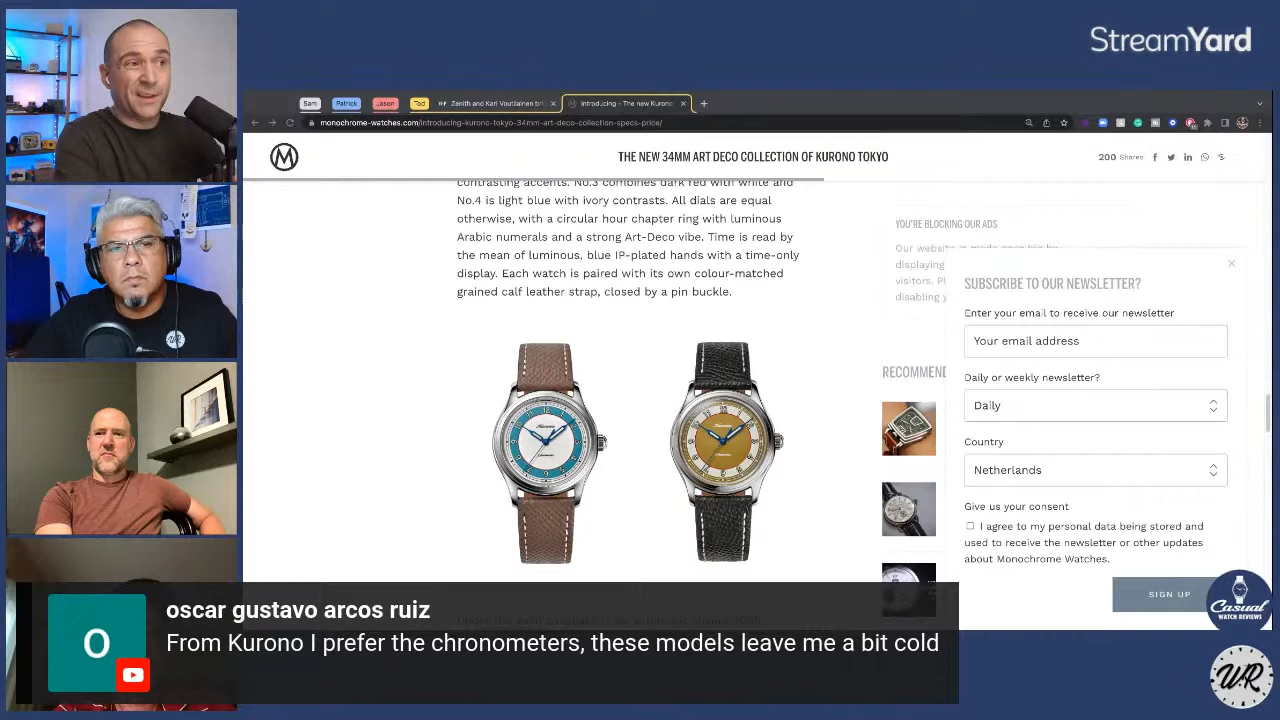 StreamYard
Sam
Patrick
Jason
Tod
Zenith and Kari Voutilainen bri
Introducing - The new Kurono
monochrome-watches.com/introducing-kurono-tokyo-34mm-art-deco-collection-specs-price/
M
THE NEW 34MM ART DECO COLLECTION OF KURONO TOKYO
200 Shares
contrasting accents. No.3 combines dark red with white and
No.4 is light blue with ivory contrasts. All dials are equal
otherwise, with a circular hour chapter ring with luminous
Arabic numerals and a strong Art-Deco vibe. Time is read by
the mean of luminous, blue IP-plated hands with a time-only
display. Each watch is paired with its own colour-matched
grained calf leather strap, closed by a pin buckle.
YOU'RE BLOCKING OUR ADS
Our website is made possible by
displaying
visitors.
disabling
RECOMMEN
SUBSCRIBE TO OUR NEWSLETTER?
Enter your email to receive our newsletter
Your email address
Daily or weekly newsletter?
Daily
Country
Netherlands
Give us your consent
I agree to my personal data being stored and
used to receive the newsletter or other updates
about Monochrome Watches.
SIGN UP
Casual
WATCH REVIEWS
WR
O
oscar gustavo arcos ruiz
From Kurono I prefer the chronometers, these models leave me a bit cold